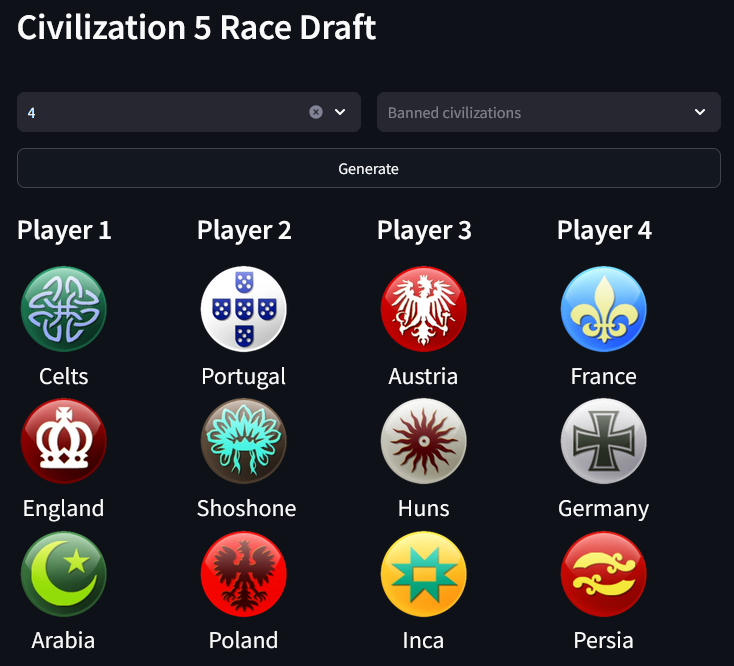 Civilization 5 Race Draft
4
Banned civilizations
Generate
Player 1
Player 2
Player 3
Player 4
Celts
Portugal
Austria
France
England
Shoshone
Huns
Germany
Arabia
Poland
Inca
Persia